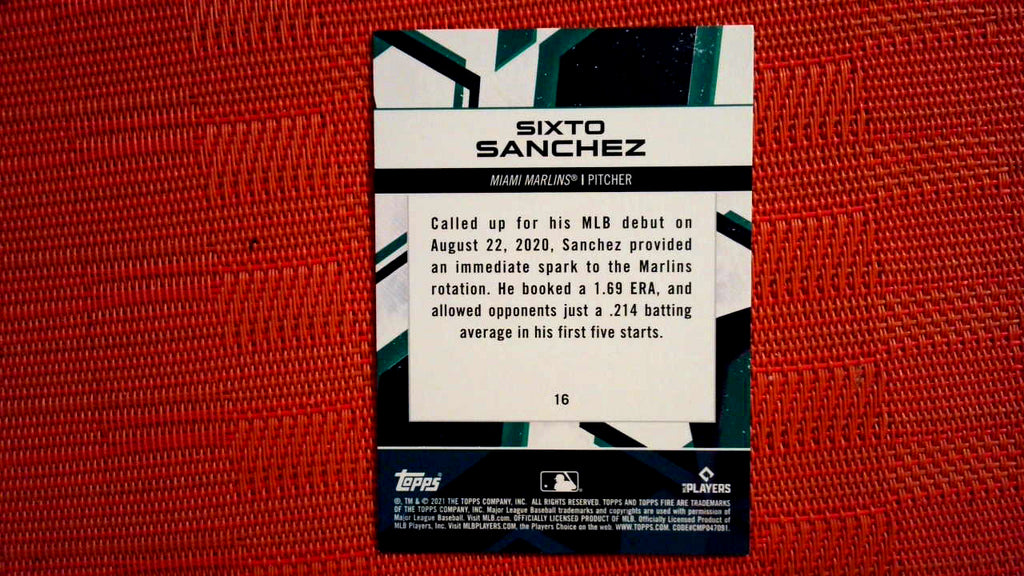 SIXTO
SANCHEZ
MIAMI MARLINS® | PITCHER
Called up for his MLB debut on
August 22, 2020, Sanchez provided
an immediate spark to the Marlins
rotation. He booked a 1.69 ERA, and
allowed opponents just a .214 batting
average in his first five starts.
16
Topps®
MLB PLAYERS
®, TM & © 2021 THE TOPPS COMPANY, INC. ALL RIGHTS RESERVED. TOPPS AND TOPPS FIRE ARE TRADEMARKS
OF THE TOPPS COMPANY, INC. Major League Baseball trademarks and copyrights are used with permission of
Major League Baseball. Visit MLB.com. OFFICIALLY LICENSED PRODUCT OF MLB. Officially Licensed Product of
MLB Players, Inc. Visit MLBPLAYERS.COM, the Players Choice on the web. WWW.TOPPS.COM. CODE#CMP047081.